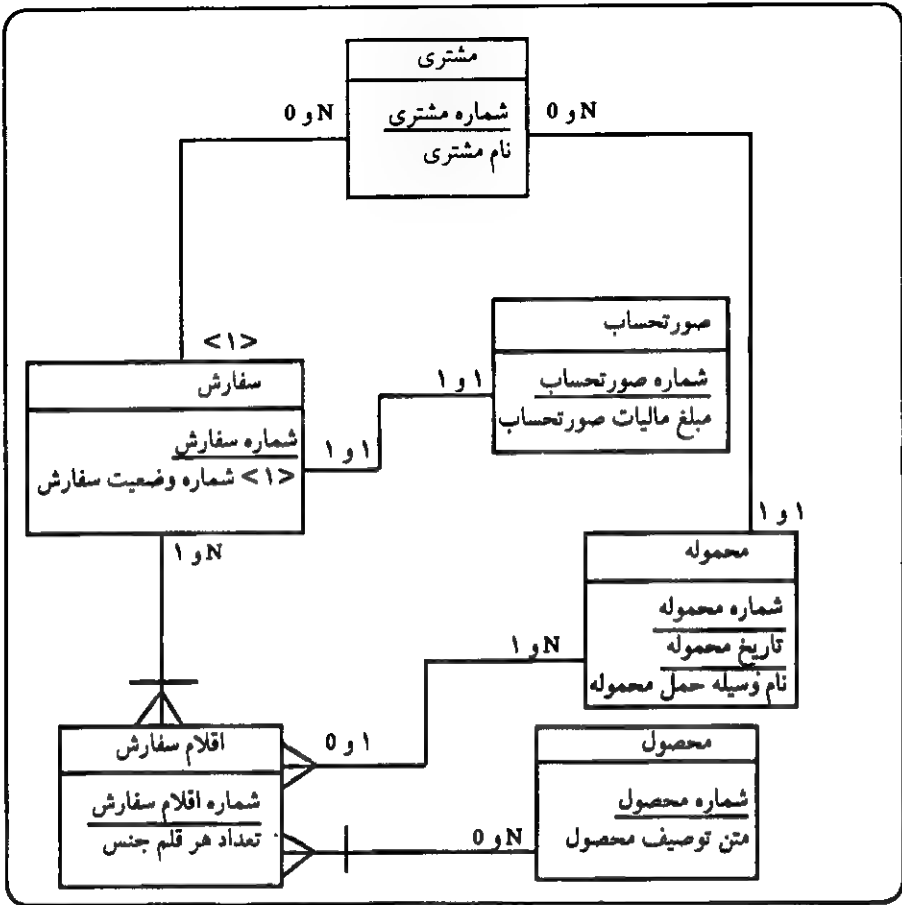 مشتری
شماره مشتری
نام مشتری
0 و N
0 و N
صورتحساب
شماره صورتحساب
مبلغ مالیات صورتحساب
<۱>
سفارش
شماره سفارش
<۱> شماره وضعیت سفارش
۱ و ۱
۱ و ۱
۱ و N
۱ و ۱
محموله
شماره محموله
تاریخ محموله
نام وسیله حمل محموله
۱ و N
0 و ۱
اقلام سفارش
شماره اقلام سفارش
تعداد هر قلم جنس
0 و N
محصول
شماره محصول
متن توصیف محصول